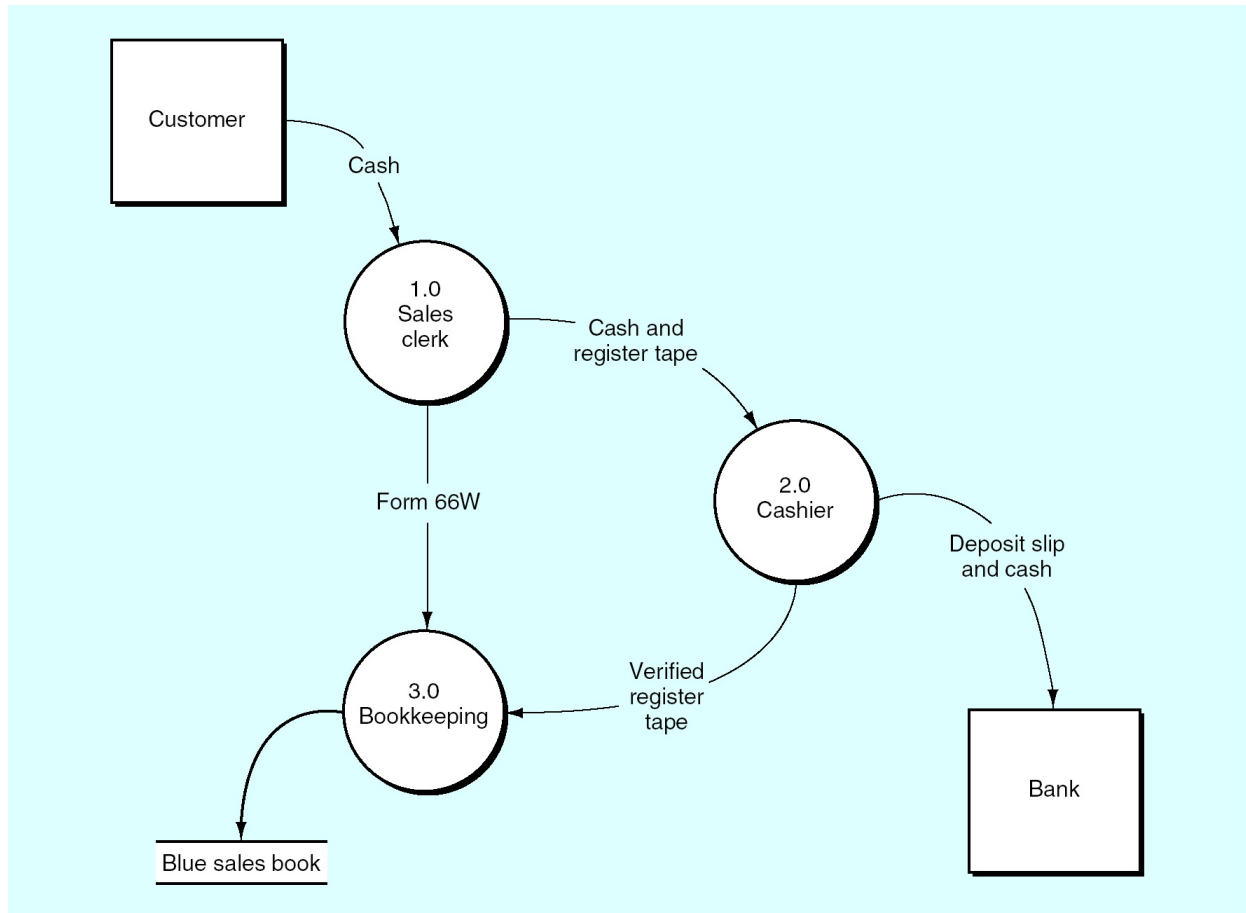 Customer
Cash
1.0
Sales
clerk
Cash and
register tape
2.0
Cashier
Form 66W
Deposit slip
and cash
Verified
register
tape
3.0
Bookkeeping
Bank
Blue sales book